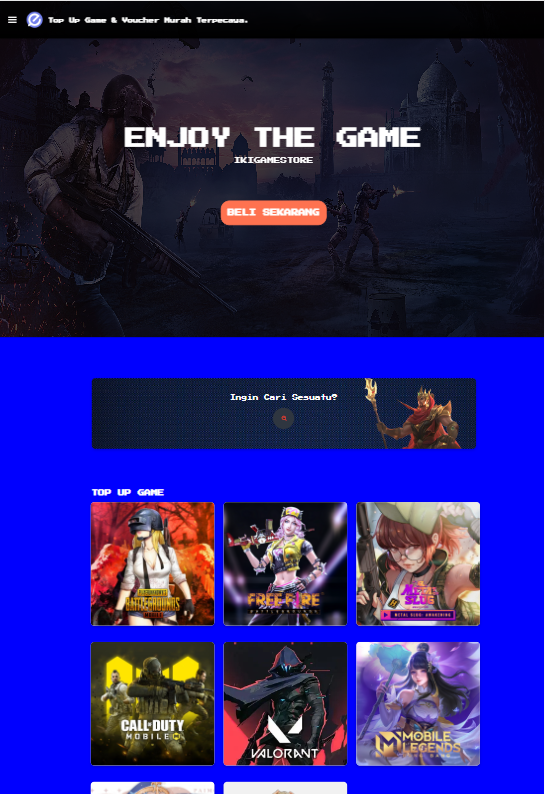 Top Up Game & Voucher Murah Terpecaya.
ENJOY THE GAME
IKIGAMESTORE
BELI SEKARANG
Ingin Cari Sesuatu?
TOP UP GAME
BATTLEGROUNDS
FREE FIRE
BATTLEGROUNDS
METAL SLUG: AWAKENING
CALL OF DUTY
MOBILE
VALORANT
MOBILE
LEGENDS